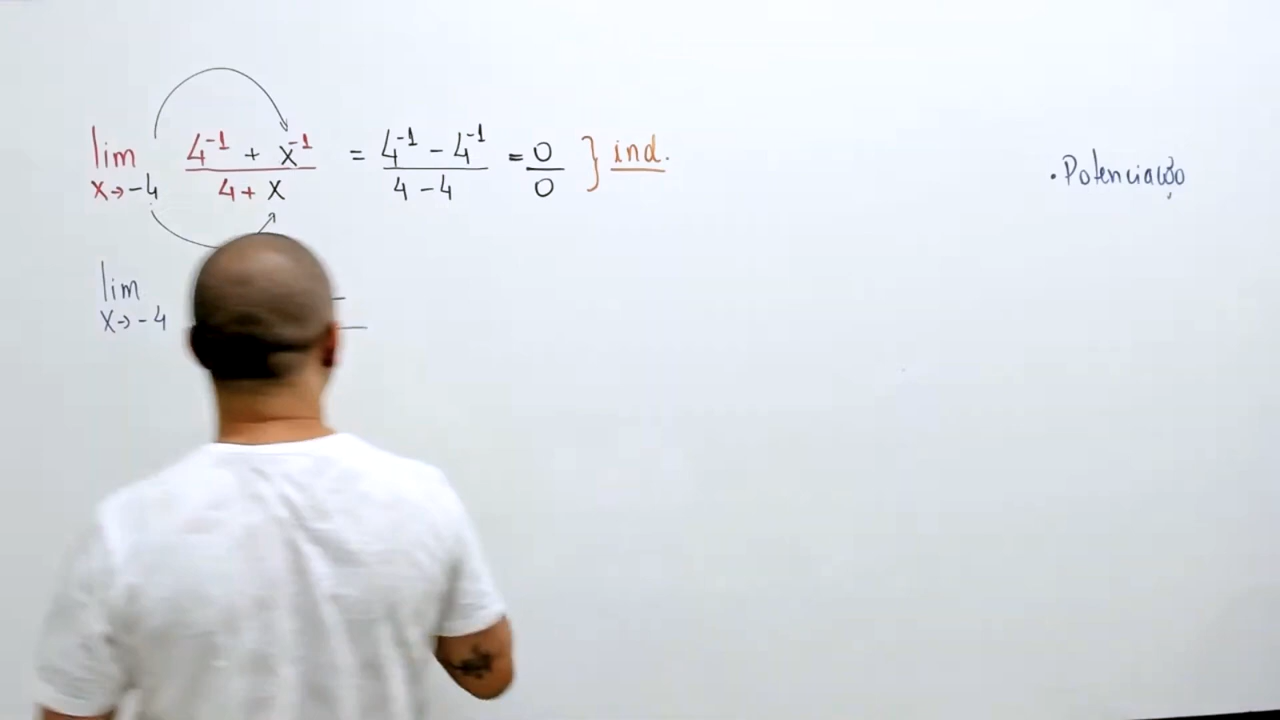 lim x→-4 (4⁻¹ + x⁻¹)/(4 + x) = (4⁻¹ - 4⁻¹)/(4 - 4) = 0/0 } ind.
• Potenciação
lim x→-4